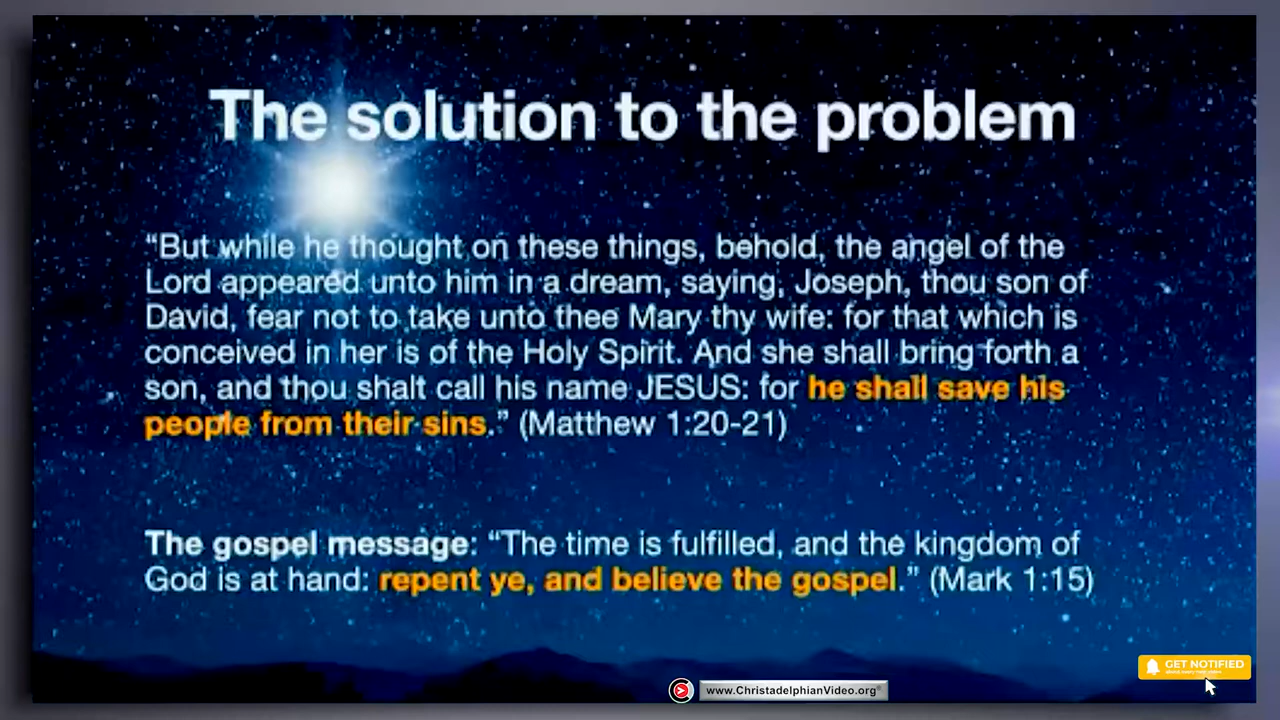 The solution to the problem
“But while he thought on these things, behold, the angel of the
Lord appeared unto him in a dream, saying, Joseph, thou son of
David, fear not to take unto thee Mary thy wife: for that which is
conceived in her is of the Holy Spirit. And she shall bring forth a
son, and thou shalt call his name JESUS: for he shall save his
people from their sins.” (Matthew 1:20-21)
The gospel message: “The time is fulfilled, and the kingdom of
God is at hand: repent ye, and believe the gospel.” (Mark 1:15)
GET NOTIFIED
www.ChristadelphianVideo.org®